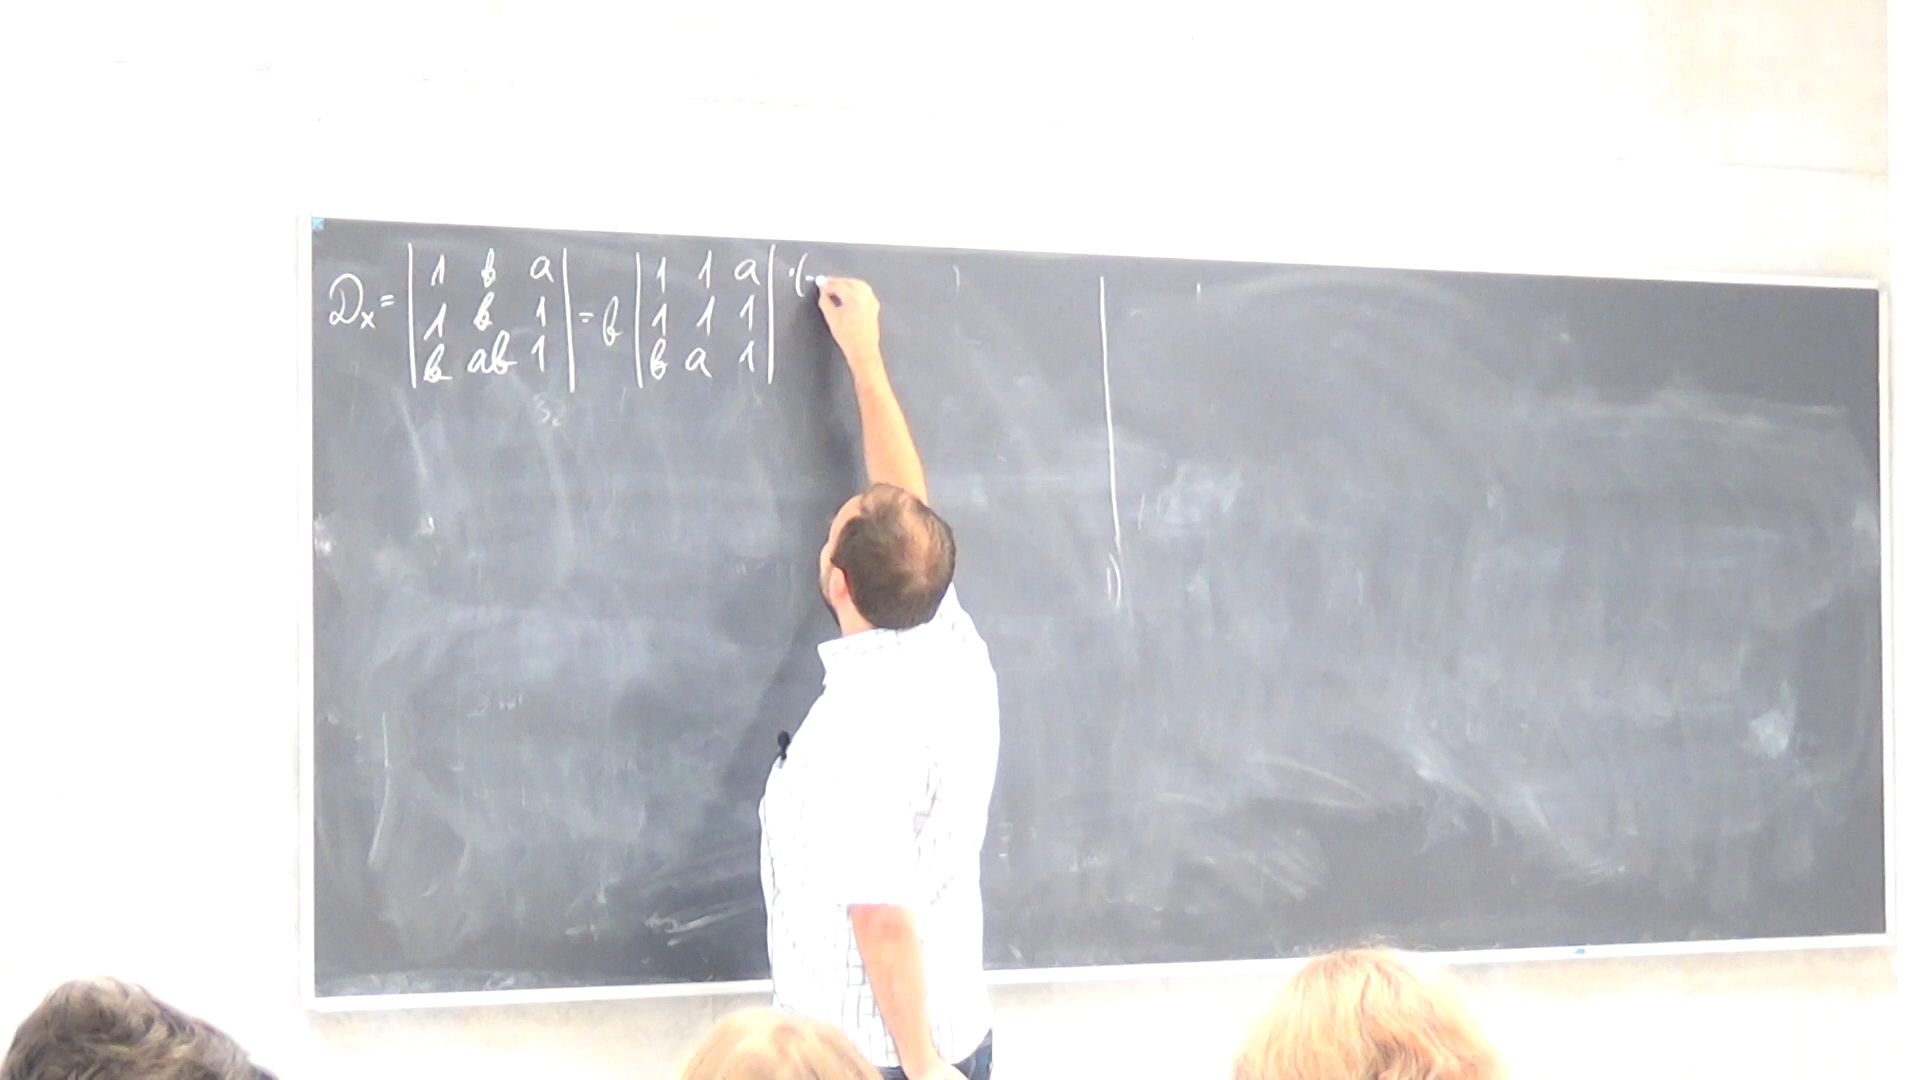 Dx = | 1 b a | = b | 1 1 a | ·(-
| 1 b 1 | | 1 1 1 |
| b ab 1 | | b a 1 |